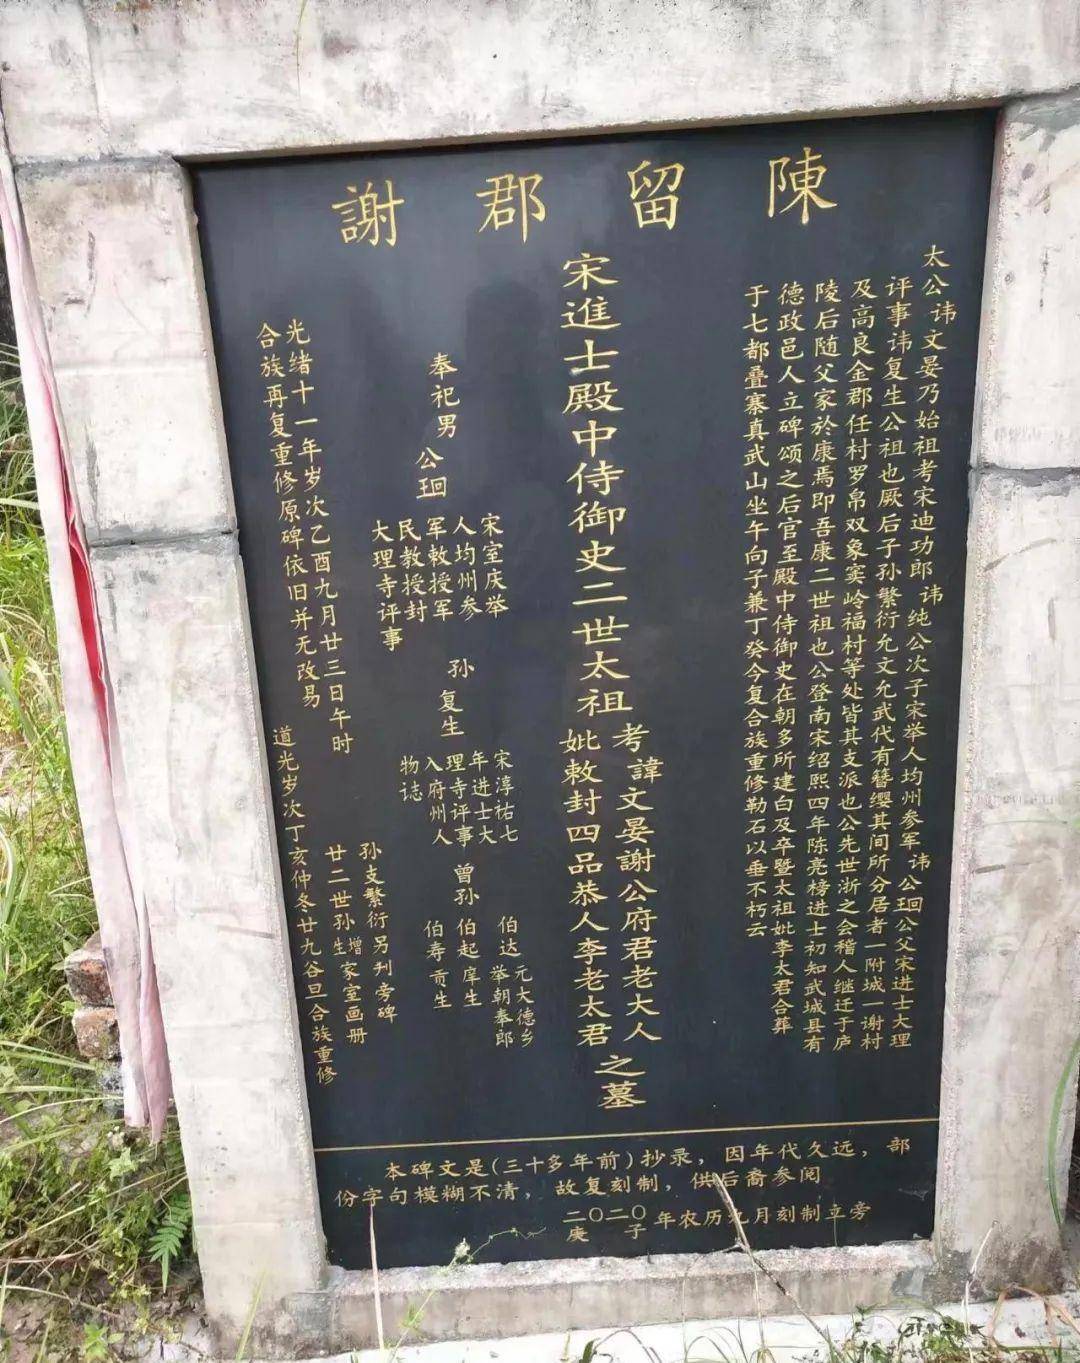 陳留郡謝
太公讳文晏乃始祖考宋迪功郎讳纯公次子宋举人均州参军讳公珂公父宋进士大理
评事讳复生公祖也厥后子孙繁衍允文允武代有簪缨其间所分居者一附城一谢村
及高良金郡任村罗帛双象窦岭福村等处皆其支派也公先世浙之会稽人继迁于庐
陵后随父家於康焉即吾康二世祖也公登南宋绍熙四年陈亮榜进士初知武城县有
德政邑人立碑颂之后官至殿中侍御史在朝多所建白及卒暨太祖妣李太君合葬
于七都叠寨真武山坐午向子兼丁癸今复合族重修勒石以垂不朽云
宋進士殿中侍御史二世太祖
考諱文晏謝公府君老大人
妣敕封四品恭人李老太君
之墓
奉祀男
公珂
宋室庆举
人均州参
军敕授军
民教授封
大理寺评事
孙
复生
宋淳祐七
年进士大
理寺评事
入府州人
物誌
曾孙
伯达
元大德乡
举朝奉郎
伯起庠生
伯寿贡生
孙支繁衍另刋旁碑
廿二世孙生增家室画册
光绪十一年岁次乙酉九月廿三日午时
合族再复重修原碑依旧并无改易
道光岁次丁亥仲冬廿九谷旦合族重修
本碑文是(三十多年前)抄录，因年代久远，部
份字句模糊不清，故复刻制，供后裔参阅
二〇二〇年农历九月刻制立旁
庚子